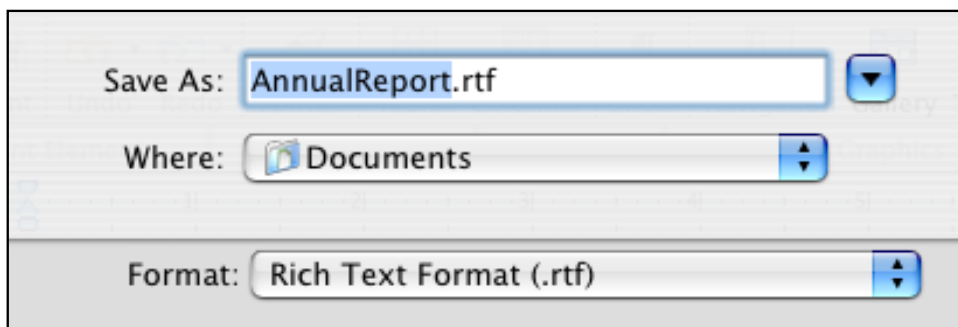 Save As: AnnualReport.rtf
Where: Documents
Format: Rich Text Format (.rtf)